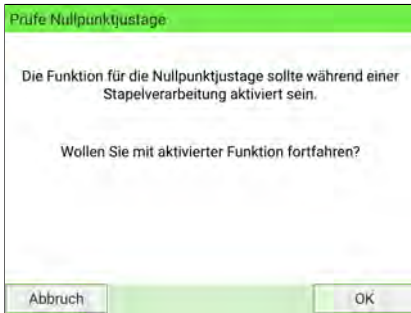 Prüfe Nullpunktjustage
Die Funktion für die Nullpunktjustage sollte während einer
Stapelverarbeitung aktiviert sein.
Wollen Sie mit aktivierter Funktion fortfahren?
Abbruch
OK